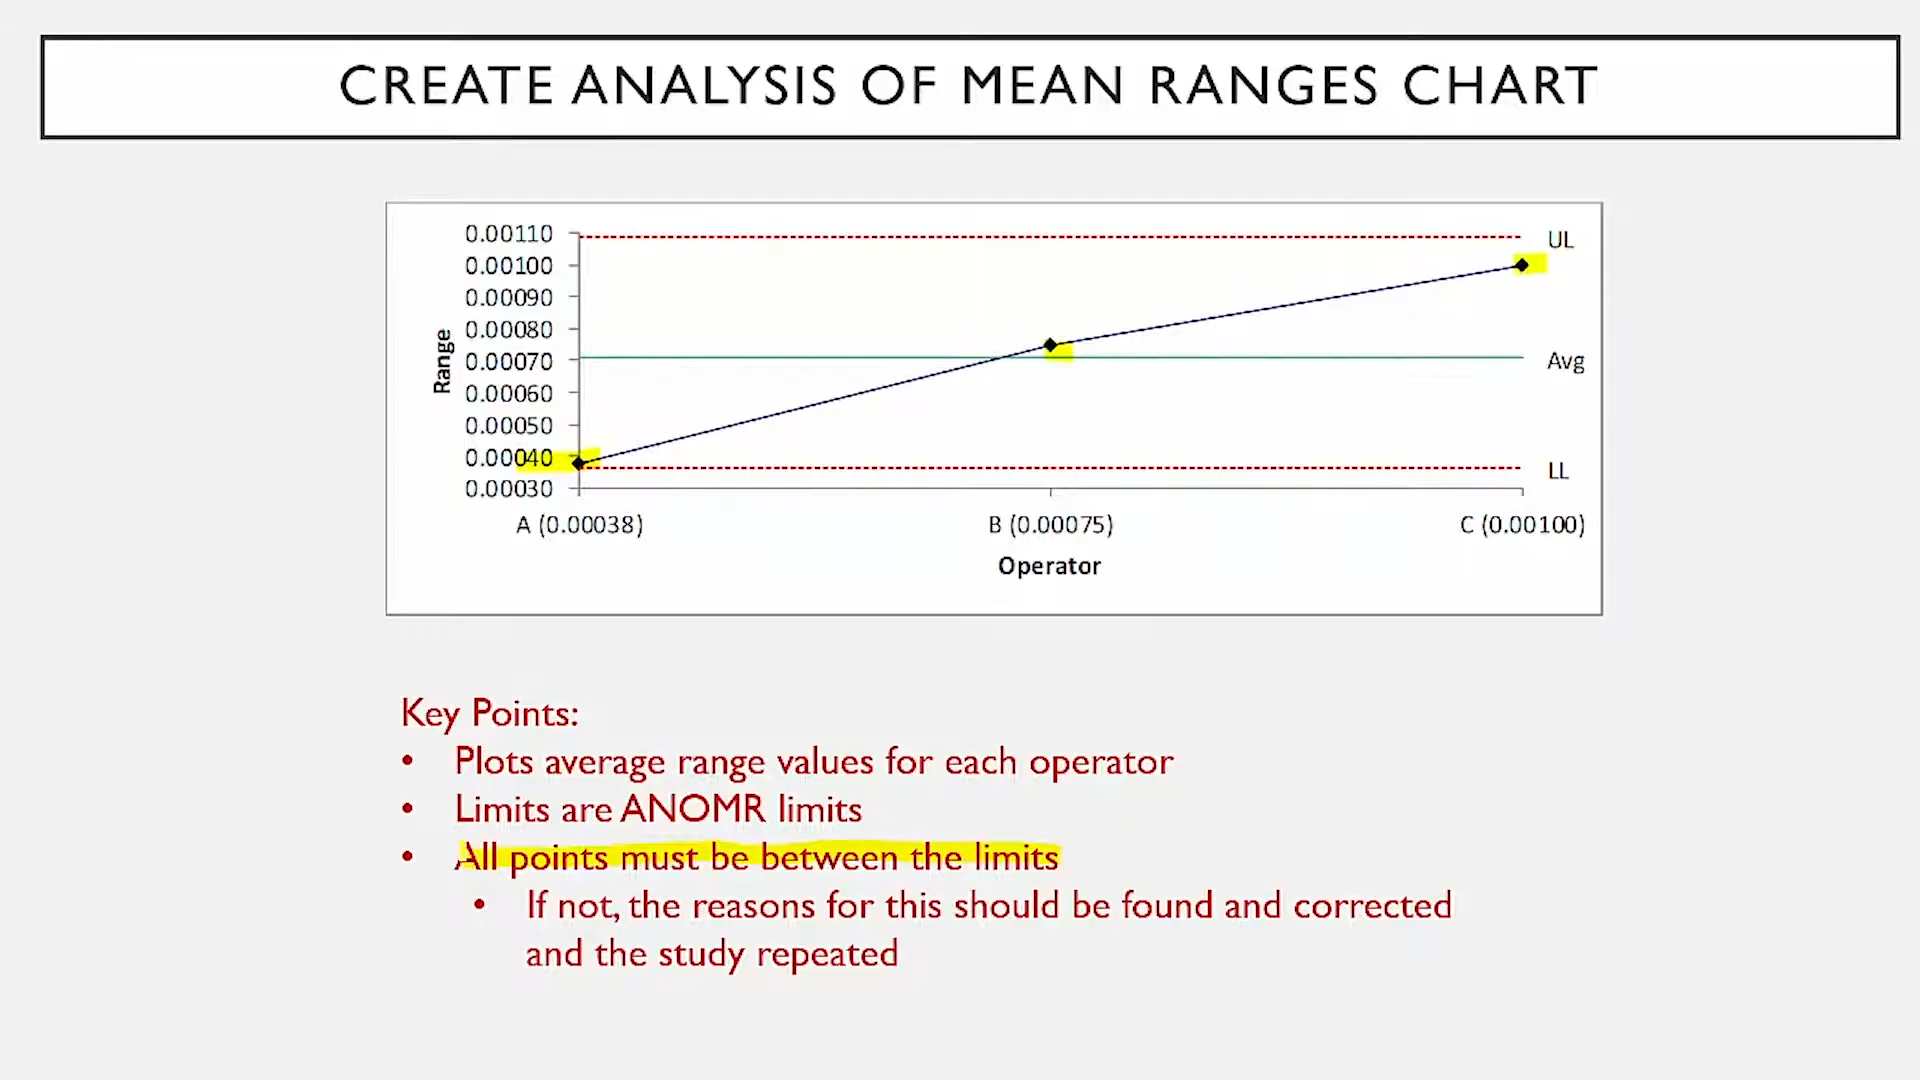 CREATE ANALYSIS OF MEAN RANGES CHART
0.00110
UL
0.00100
0.00090
0.00080
0.00070
Avg
0.00060
0.00050
0.00040
LL
0.00030
Range
A (0.00038) B (0.00075) C (0.00100)
Operator
Key Points:
• Plots average range values for each operator
• Limits are ANOMR limits
• All points must be between the limits
• If not, the reasons for this should be found and corrected
and the study repeated